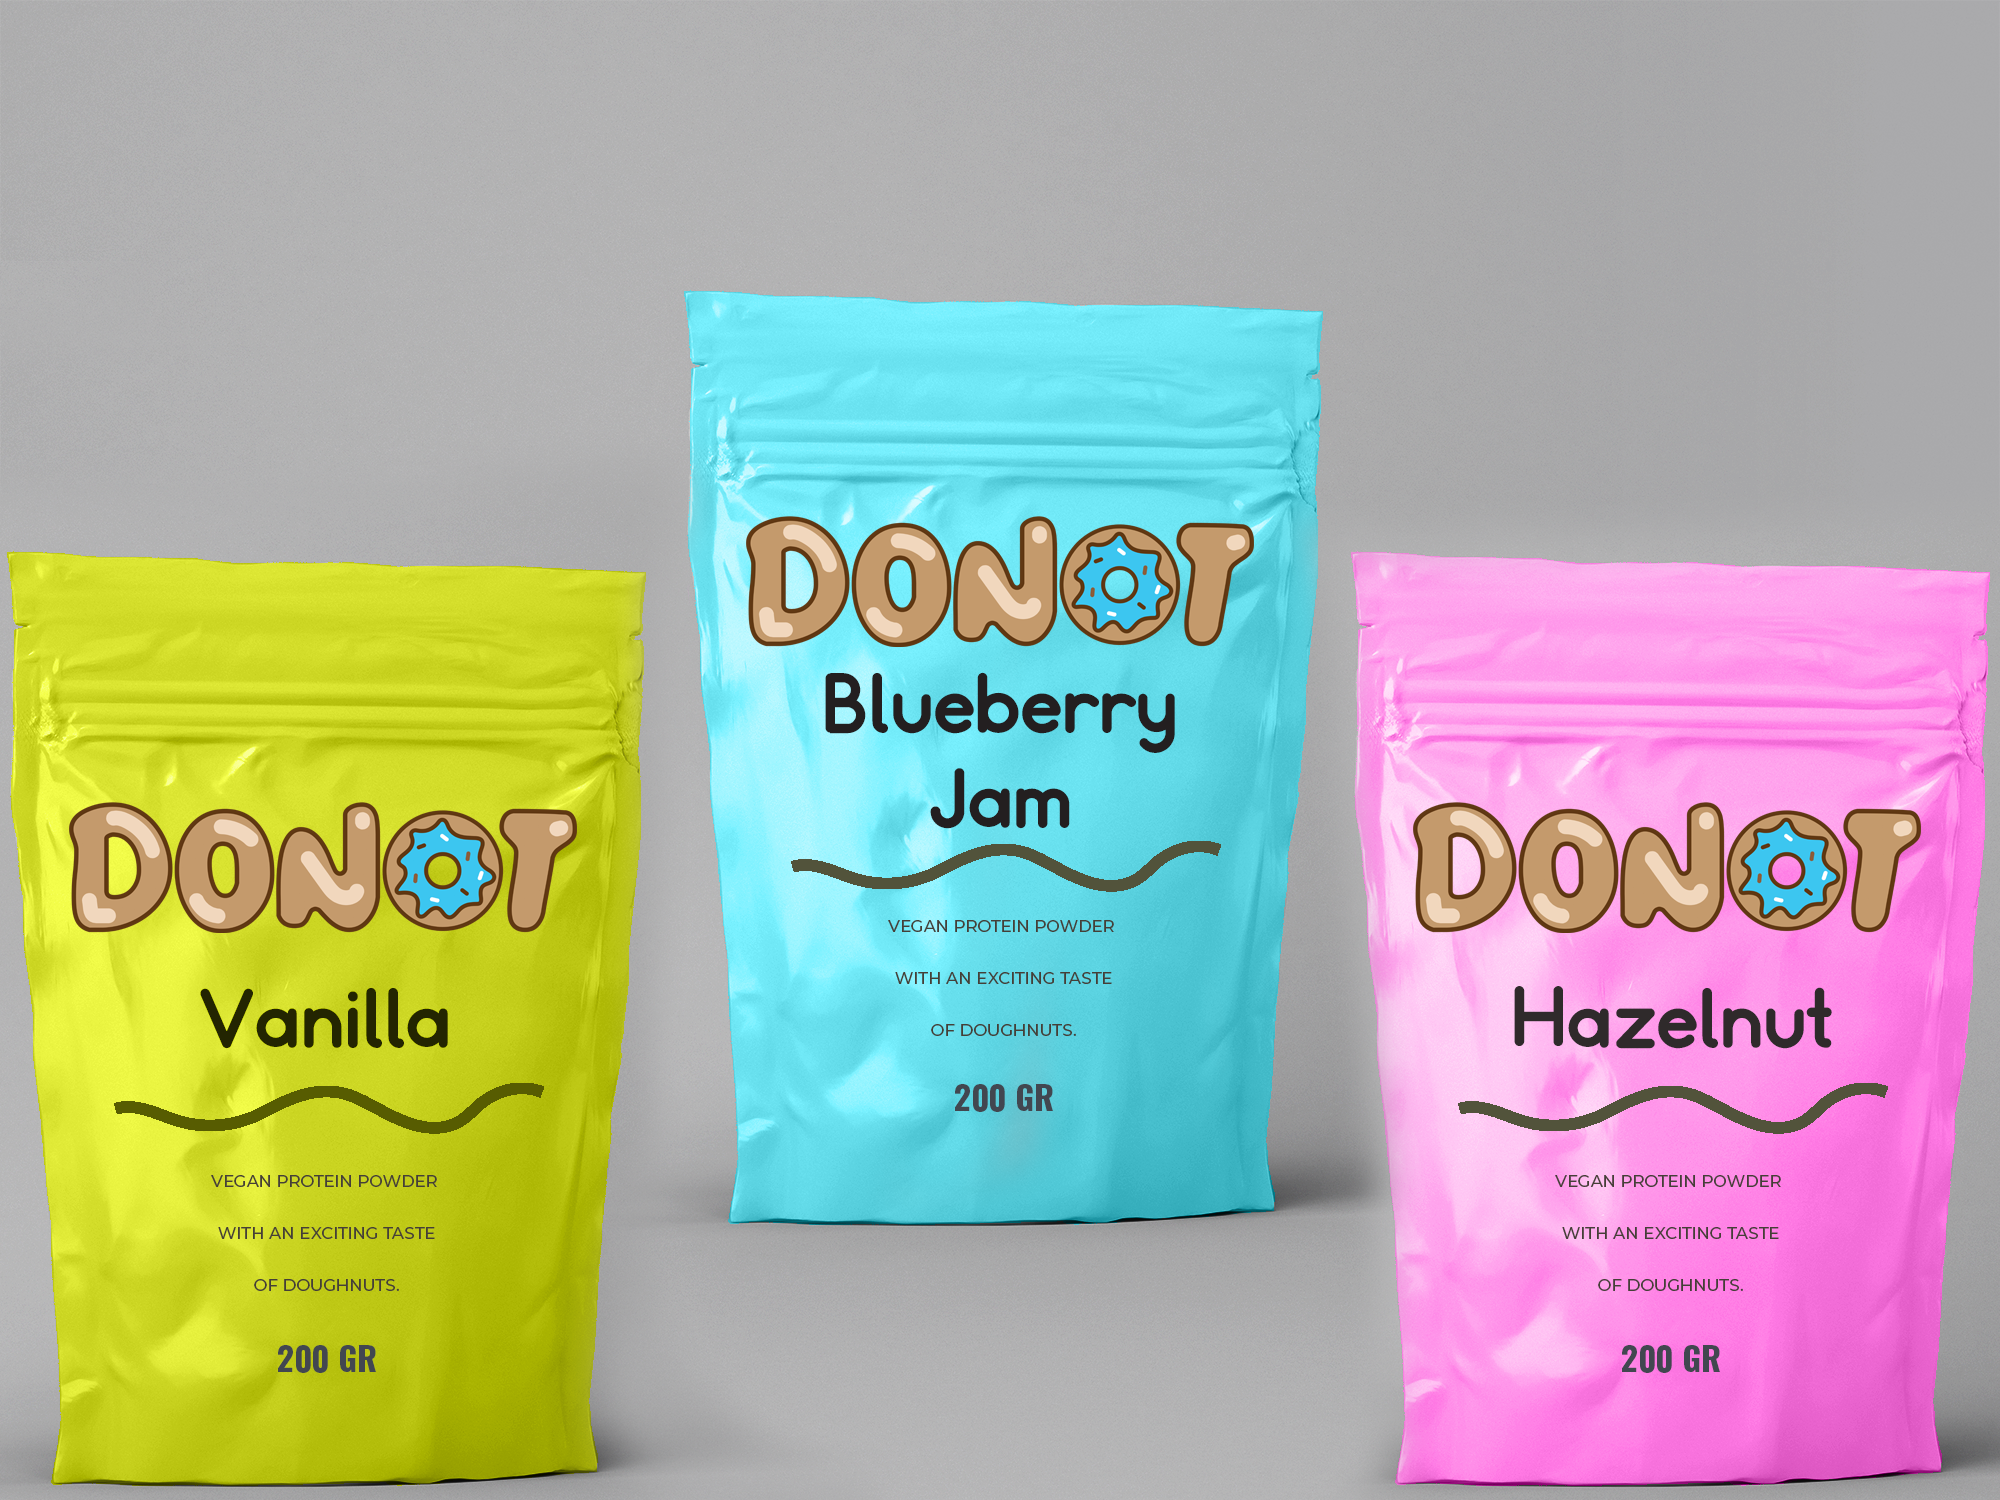 DONOT
Vanilla
VEGAN PROTEIN POWDER
WITH AN EXCITING TASTE
OF DOUGHNUTS.
200 GR
DONOT
Blueberry
Jam
VEGAN PROTEIN POWDER
WITH AN EXCITING TASTE
OF DOUGHNUTS.
200 GR
DONOT
Hazelnut
VEGAN PROTEIN POWDER
WITH AN EXCITING TASTE
OF DOUGHNUTS.
200 GR